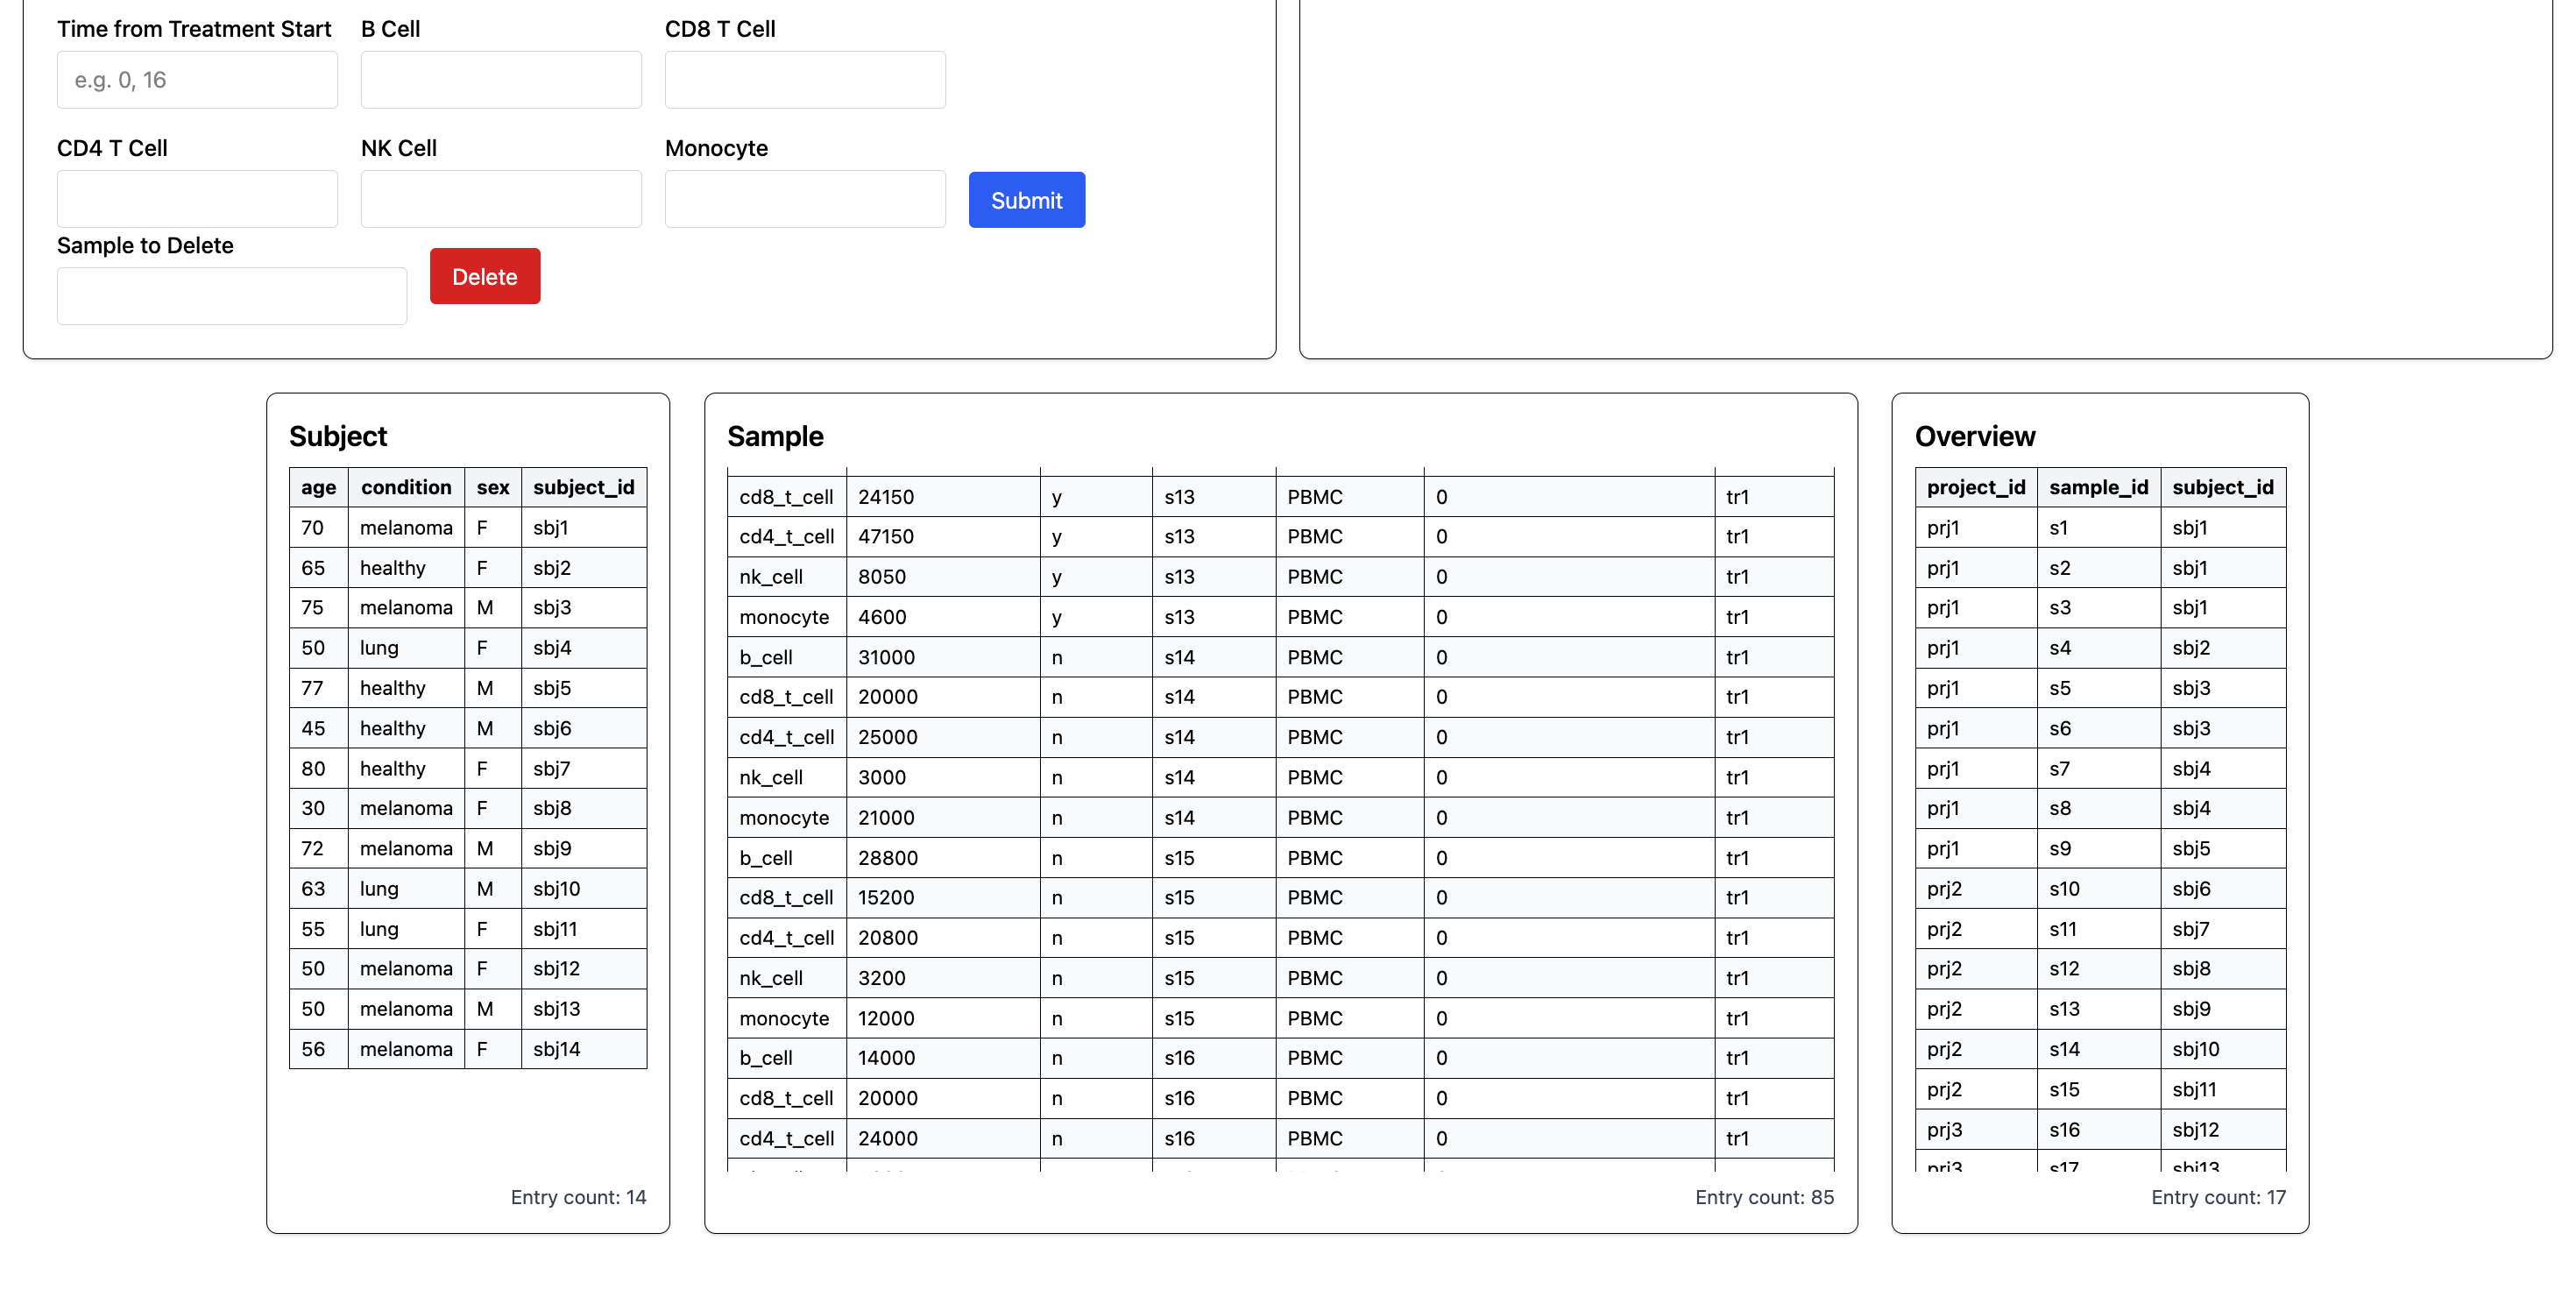 Time from Treatment Start B Cell CD8 T Cell
e.g. 0, 16
CD4 T Cell NK Cell Monocyte
Submit
Sample to Delete
Delete
Subject
age condition sex subject_id
70 melanoma F sbj1
65 healthy F sbj2
75 melanoma M sbj3
50 lung F sbj4
77 healthy M sbj5
45 healthy M sbj6
80 healthy F sbj7
30 melanoma F sbj8
72 melanoma M sbj9
63 lung M sbj10
55 lung F sbj11
50 melanoma F sbj12
50 melanoma M sbj13
56 melanoma F sbj14
Entry count: 14
Sample
cd8_t_cell 24150 y s13 PBMC 0 tr1
cd4_t_cell 47150 y s13 PBMC 0 tr1
nk_cell 8050 y s13 PBMC 0 tr1
monocyte 4600 y s13 PBMC 0 tr1
b_cell 31000 n s14 PBMC 0 tr1
cd8_t_cell 20000 n s14 PBMC 0 tr1
cd4_t_cell 25000 n s14 PBMC 0 tr1
nk_cell 3000 n s14 PBMC 0 tr1
monocyte 21000 n s14 PBMC 0 tr1
b_cell 28800 n s15 PBMC 0 tr1
cd8_t_cell 15200 n s15 PBMC 0 tr1
cd4_t_cell 20800 n s15 PBMC 0 tr1
nk_cell 3200 n s15 PBMC 0 tr1
monocyte 12000 n s15 PBMC 0 tr1
b_cell 14000 n s16 PBMC 0 tr1
cd8_t_cell 20000 n s16 PBMC 0 tr1
cd4_t_cell 24000 n s16 PBMC 0 tr1
Entry count: 85
Overview
project_id sample_id subject_id
prj1 s1 sbj1
prj1 s2 sbj1
prj1 s3 sbj1
prj1 s4 sbj2
prj1 s5 sbj3
prj1 s6 sbj3
prj1 s7 sbj4
prj1 s8 sbj4
prj1 s9 sbj5
prj2 s10 sbj6
prj2 s11 sbj7
prj2 s12 sbj8
prj2 s13 sbj9
prj2 s14 sbj10
prj2 s15 sbj11
prj3 s16 sbj12
prj3 s17 sbj13
Entry count: 17